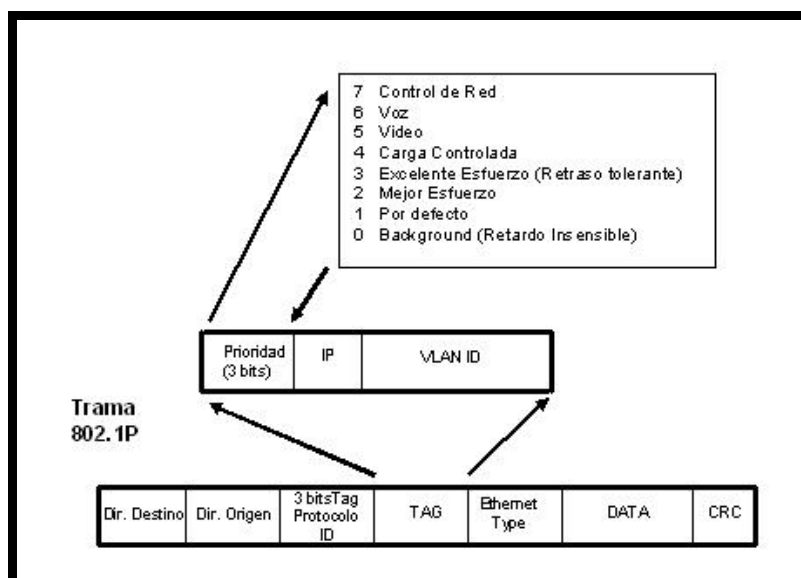 7 Control de Red
6 Voz
5 Video
4 Carga Controlada
3 Excelente Esfuerzo (Retraso tolerante)
2 Mejor Esfuerzo
1 Por defecto
0 Background (Retardo Insensible)
Prioridad
(3 bits)
IP
VLAN ID
Trama
802.1P
Dir. Destino
Dir. Origen
3 bitsTag
Protocolo
ID
TAG
Ethernet
Type
DATA
CRC